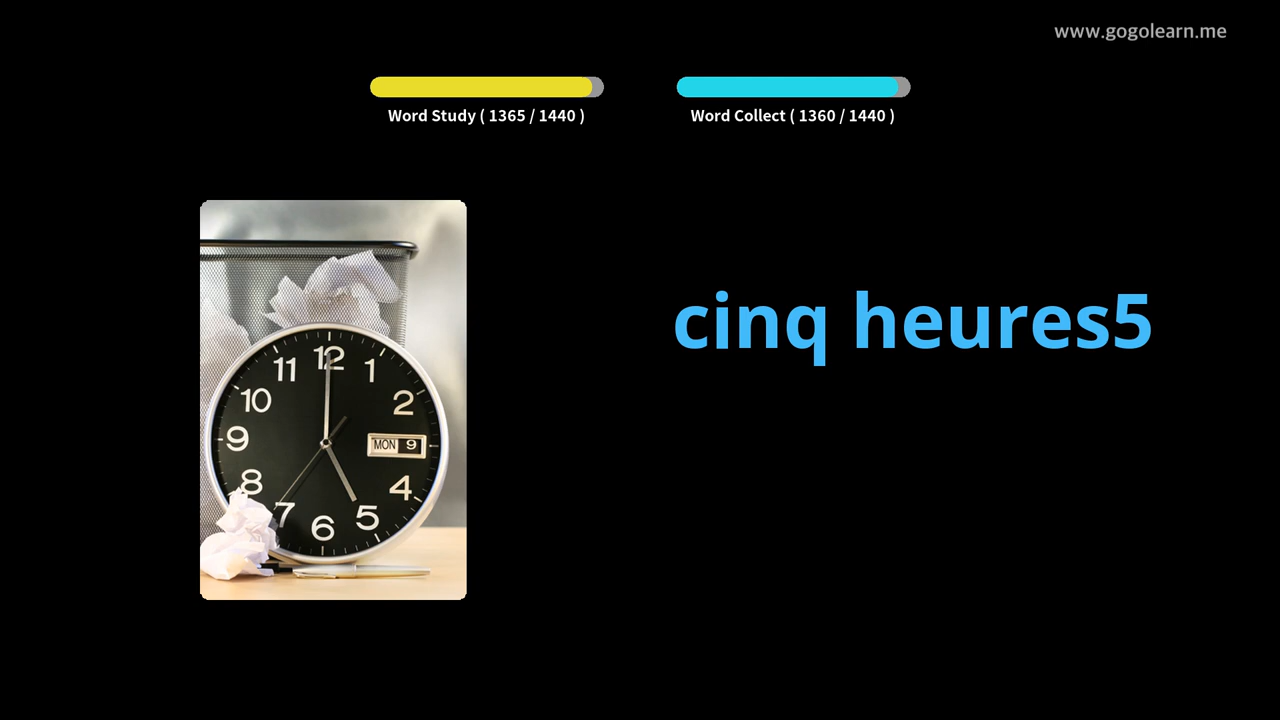 www.gogolearn.me
Word Study ( 1365 / 1440 )
Word Collect ( 1360 / 1440 )
cinq heures5
12
11
1
10
2
9
MON 9
8
4
7
5
6